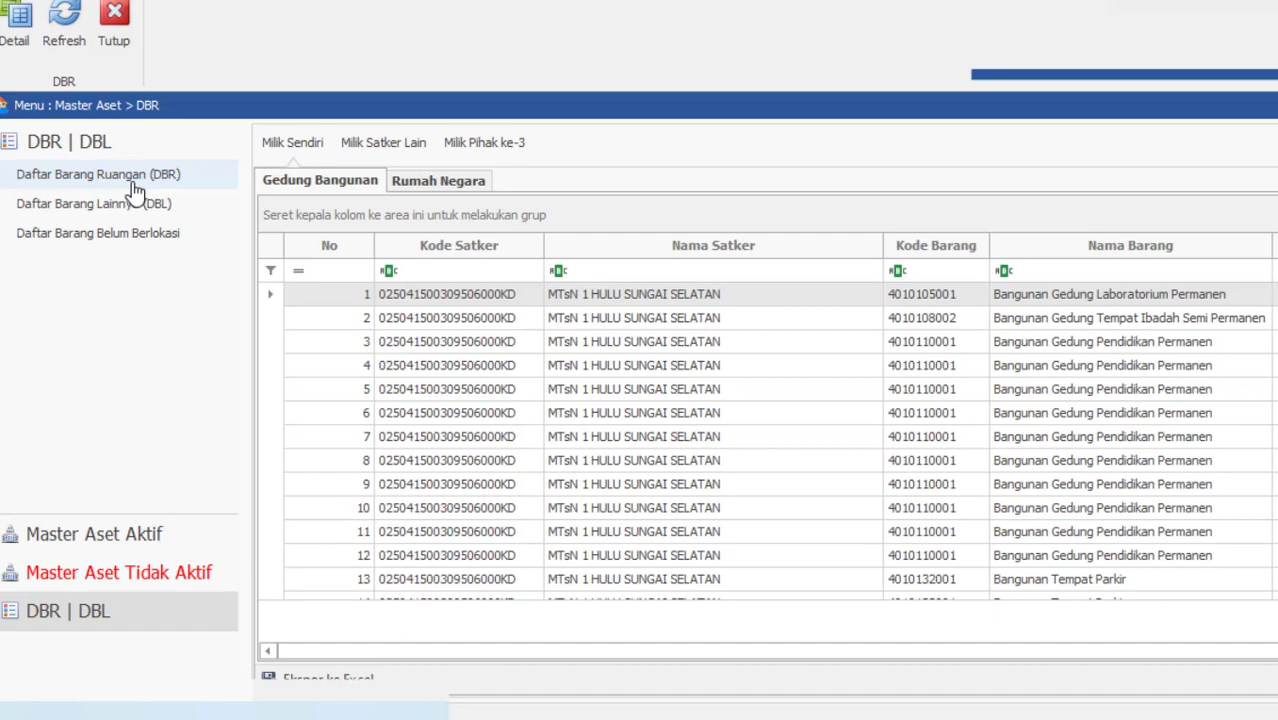 Detail Refresh Tutup
DBR
Menu : Master Aset > DBR
DBR | DBL
Daftar Barang Ruangan (DBR)
Daftar Barang Lainny (DBL)
Daftar Barang Belum Berlokasi
Master Aset Aktif
Master Aset Tidak Aktif
DBR | DBL
Milik Sendiri Milik Satker Lain Milik Pihak ke-3
Gedung Bangunan Rumah Negara
Seret kepala kolom ke area ini untuk melakukan grup
No Kode Satker Nama Satker Kode Barang Nama Barang
= ABC ABC ABC ABC
1 025041500309506000KD MTsN 1 HULU SUNGAI SELATAN 4010105001 Bangunan Gedung Laboratorium Permanen
2 025041500309506000KD MTsN 1 HULU SUNGAI SELATAN 4010108002 Bangunan Gedung Tempat Ibadah Semi Permanen
3 025041500309506000KD MTsN 1 HULU SUNGAI SELATAN 4010110001 Bangunan Gedung Pendidikan Permanen
4 025041500309506000KD MTsN 1 HULU SUNGAI SELATAN 4010110001 Bangunan Gedung Pendidikan Permanen
5 025041500309506000KD MTsN 1 HULU SUNGAI SELATAN 4010110001 Bangunan Gedung Pendidikan Permanen
6 025041500309506000KD MTsN 1 HULU SUNGAI SELATAN 4010110001 Bangunan Gedung Pendidikan Permanen
7 025041500309506000KD MTsN 1 HULU SUNGAI SELATAN 4010110001 Bangunan Gedung Pendidikan Permanen
8 025041500309506000KD MTsN 1 HULU SUNGAI SELATAN 4010110001 Bangunan Gedung Pendidikan Permanen
9 025041500309506000KD MTsN 1 HULU SUNGAI SELATAN 4010110001 Bangunan Gedung Pendidikan Permanen
10 025041500309506000KD MTsN 1 HULU SUNGAI SELATAN 4010110001 Bangunan Gedung Pendidikan Permanen
11 025041500309506000KD MTsN 1 HULU SUNGAI SELATAN 4010110001 Bangunan Gedung Pendidikan Permanen
12 025041500309506000KD MTsN 1 HULU SUNGAI SELATAN 4010110001 Bangunan Gedung Pendidikan Permanen
13 025041500309506000KD MTsN 1 HULU SUNGAI SELATAN 4010132001 Bangunan Tempat Parkir
Ekspor ke Excel